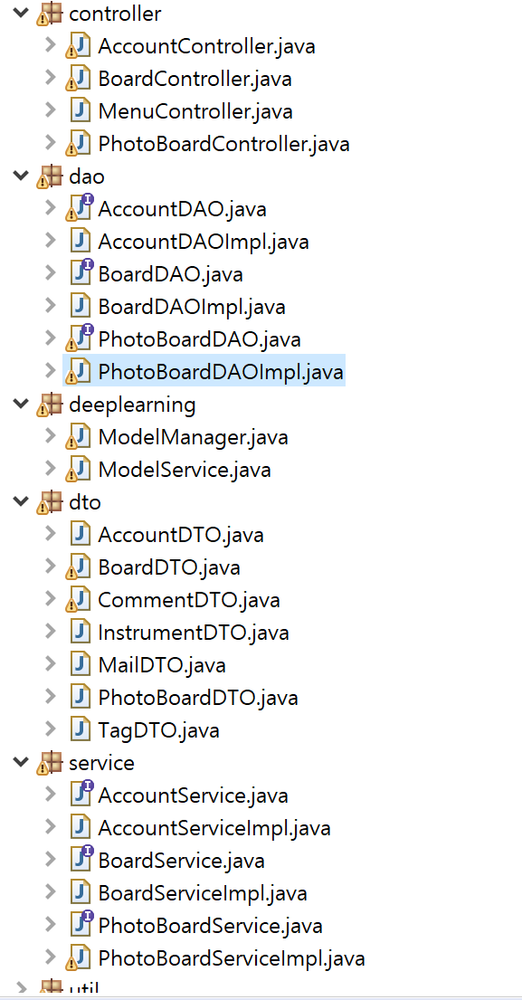 controller
AccountController.java
BoardController.java
MenuController.java
PhotoBoardController.java
dao
AccountDAO.java
AccountDAOImpl.java
BoardDAO.java
BoardDAOImpl.java
PhotoBoardDAO.java
PhotoBoardDAOImpl.java
deeplearning
ModelManager.java
ModelService.java
dto
AccountDTO.java
BoardDTO.java
CommentDTO.java
InstrumentDTO.java
MailDTO.java
PhotoBoardDTO.java
TagDTO.java
service
AccountService.java
AccountServiceImpl.java
BoardService.java
BoardServiceImpl.java
PhotoBoardService.java
PhotoBoardServiceImpl.java
util